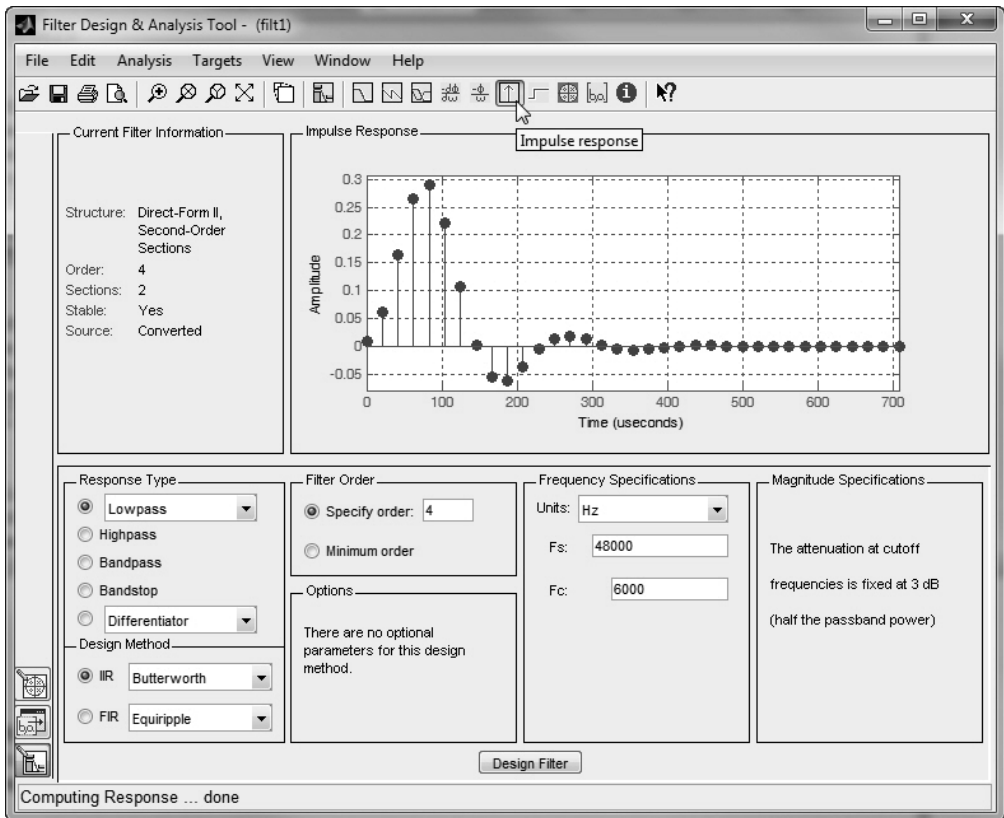 Filter Design & Analysis Tool - (filt1)
File Edit Analysis Targets View Window Help
Impulse response
Current Filter Information
Structure: Direct-Form II,
Second-Order
Sections
Order: 4
Sections: 2
Stable: Yes
Source: Converted
Impulse Response
0.3
0.25
0.2
0.15
0.1
0.05
0
-0.05
Amplitude
0 100 200 300 400 500 600 700
Time (useconds)
Response Type
Lowpass
Highpass
Bandpass
Bandstop
Differentiator
Design Method
IIR Butterworth
FIR Equiripple
Filter Order
Specify order: 4
Minimum order
Options
There are no optional
parameters for this design
method.
Frequency Specifications
Units: Hz
Fs: 48000
Fc: 6000
Magnitude Specifications
The attenuation at cutoff
frequencies is fixed at 3 dB
(half the passband power)
Design Filter
Computing Response ... done